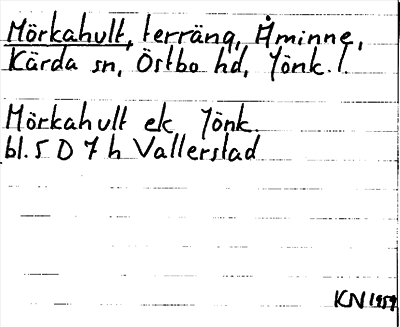 Mörkahult, terräng, Åminne,
Kärda sn, Östbo hd, Jönk. l.
Mörkahult ek Jönk.
bl. 5 D 7 h Vallerstad
KN 1959